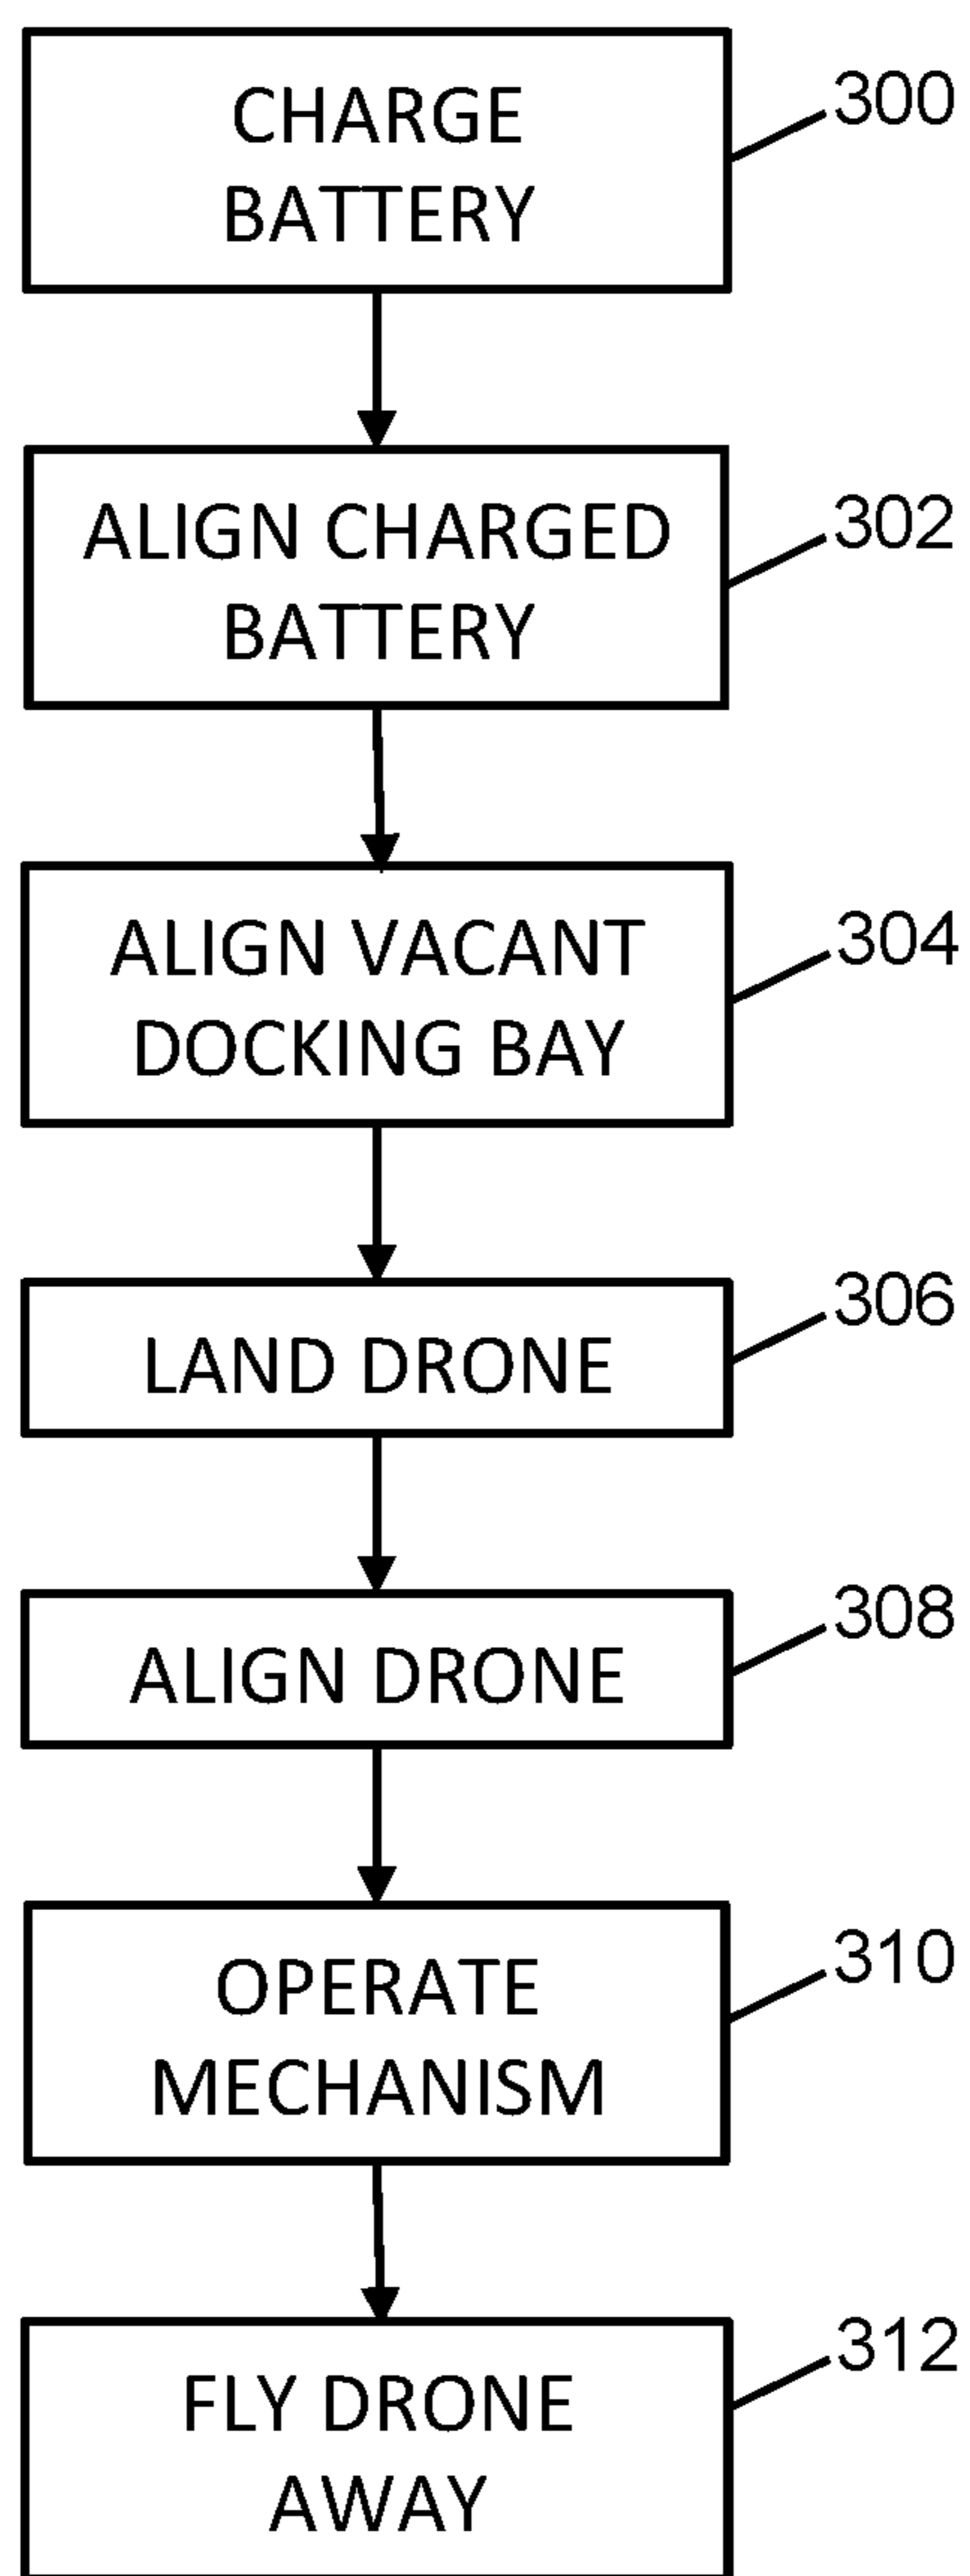 CHARGE
BATTERY
300
ALIGN CHARGED
BATTERY
302
ALIGN VACANT
DOCKING BAY
304
LAND DRONE
306
ALIGN DRONE
308
OPERATE
MECHANISM
310
FLY DRONE
AWAY
312